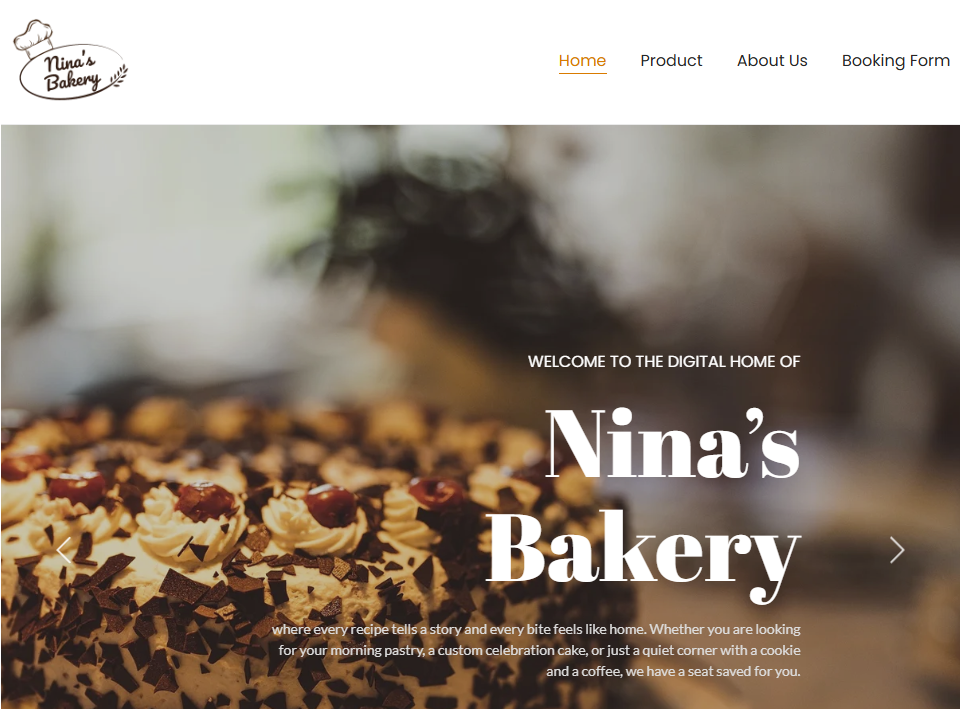 Nina's
Bakery
Home Product About Us Booking Form
WELCOME TO THE DIGITAL HOME OF
Nina’s
Bakery
where every recipe tells a story and every bite feels like home. Whether you are looking
for your morning pastry, a custom celebration cake, or just a quiet corner with a cookie
and a coffee, we have a seat saved for you.